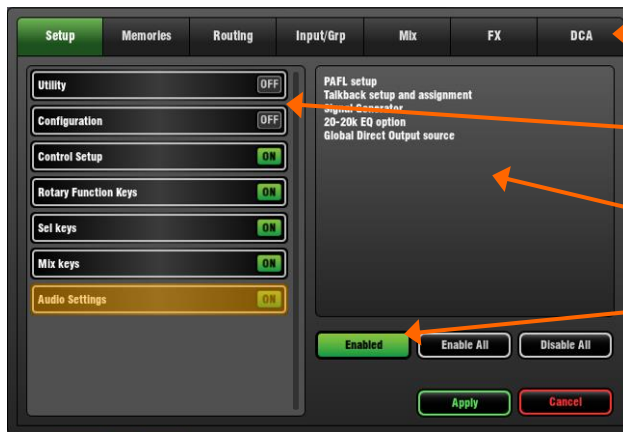 Setup Memories Routing Input/Grp Mix FX DCA
Utility OFF
Configuration OFF
Control Setup ON
Rotary Function Keys ON
Sel keys ON
Mix keys ON
Audio Settings ON
PAFL setup
Talkback setup and assignment
Signal Generator
20-20k EQ option
Global Direct Output source
Enabled Enable All Disable All
Apply Cancel